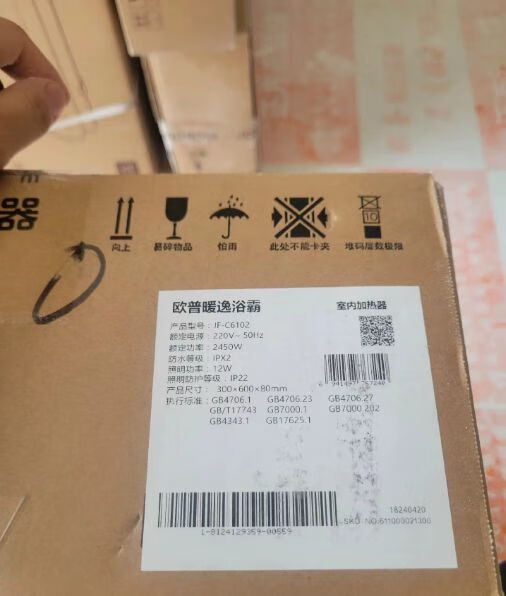 器
向上
易碎物品
怕雨
此处不能卡夹
10
堆码层数极限
欧普暖逸浴霸
室内加热器
产品型号：JF-C6102
额定电源：220V~ 50Hz
额定功率：2450W
防水等级：IPX2
照明功率：12W
照明防护等级：IP22
产品尺寸：300×600×80mm
执行标准：GB4706.1 GB4706.23 GB4706.27
GB/T17743 GB7000.1 GB7000.202
GB4343.1 GB17625.1
1-8124129359-00559
18240420
SKU NO.611000021300